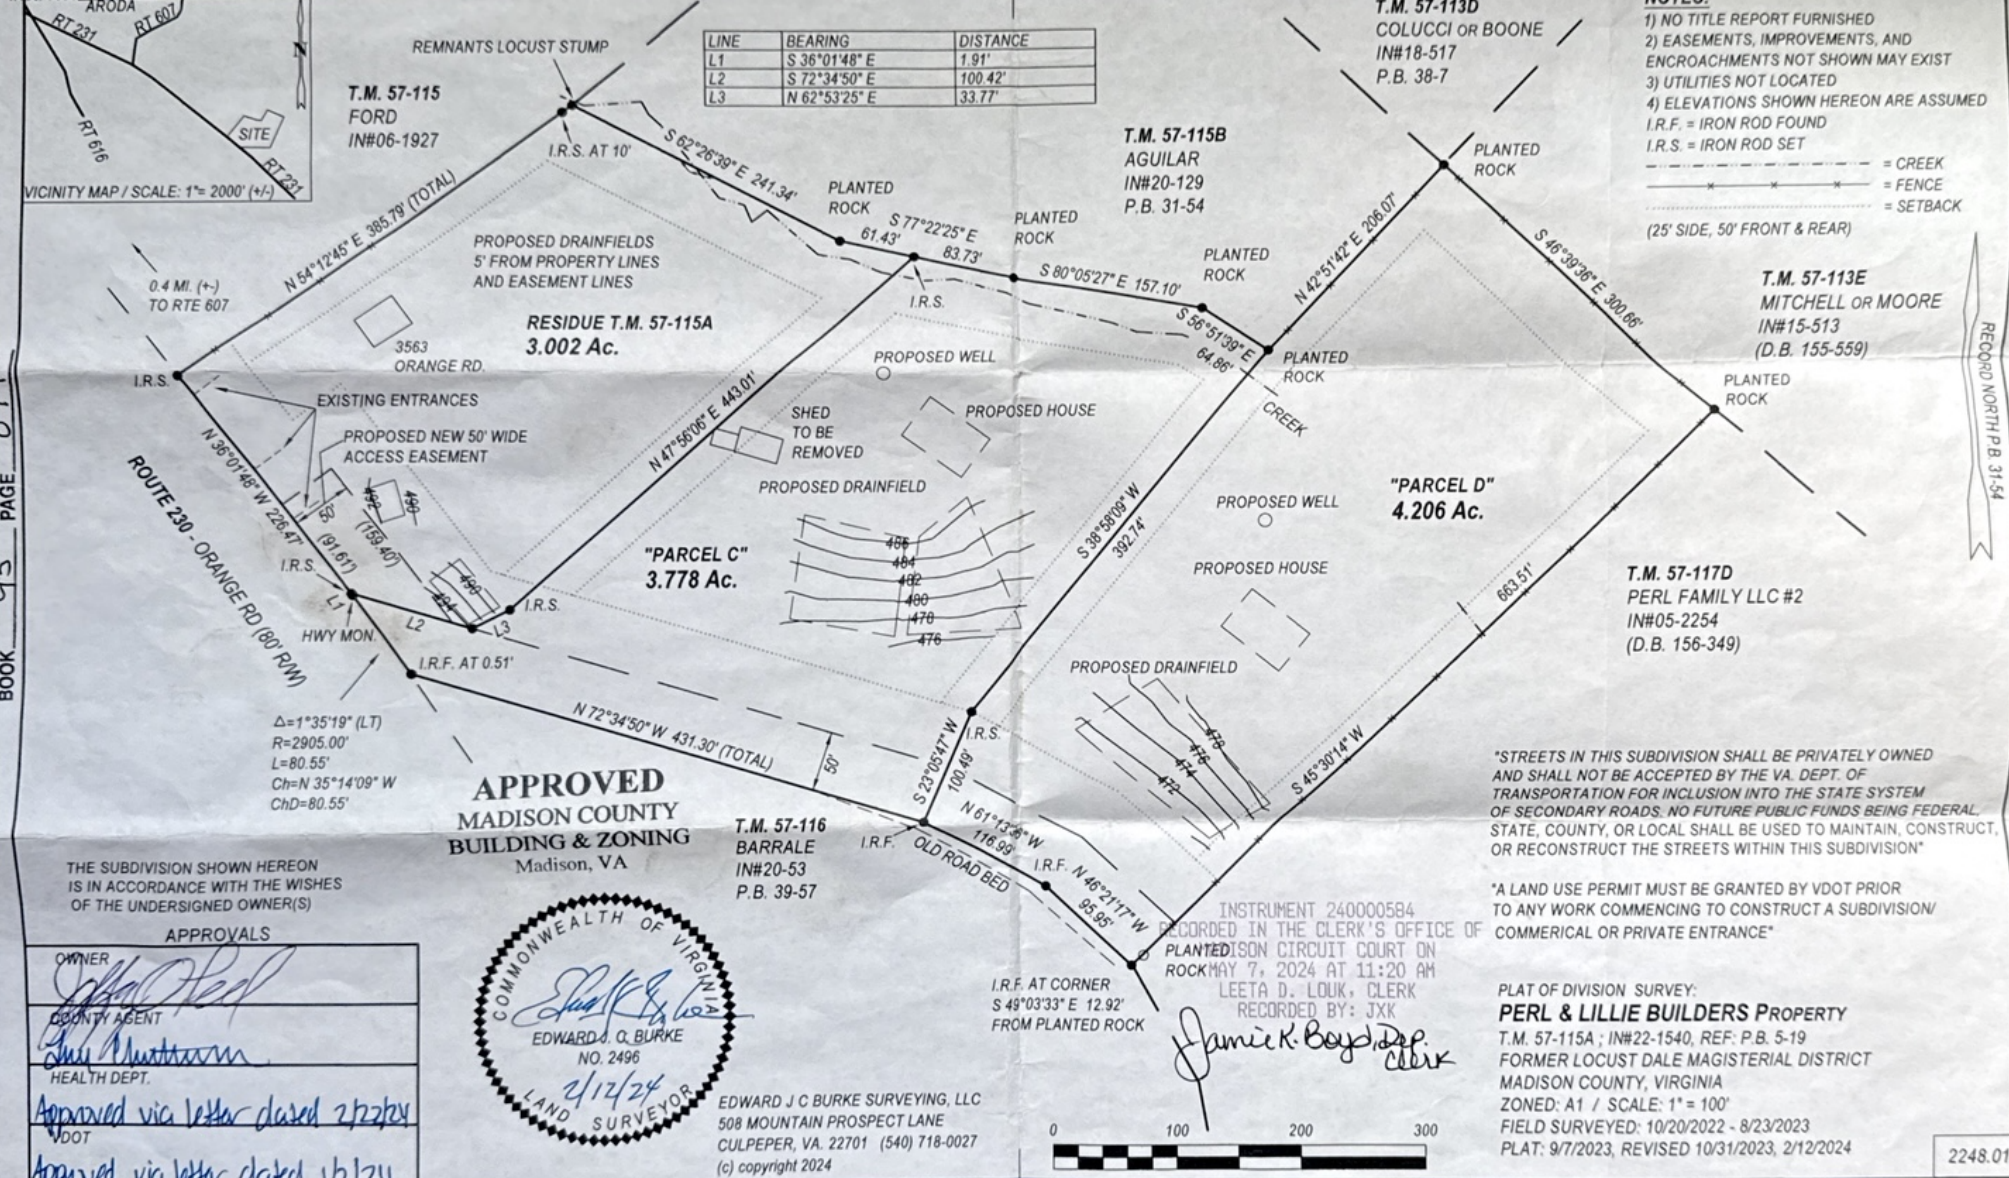 ARODA
RT 231
RT 607
RT 616
SITE
RT 231
VICINITY MAP / SCALE: 1"= 2000' (+/-)
N
REMNANTS LOCUST STUMP
T.M. 57-115
FORD
IN#06-1927
I.R.S. AT 10'
LINE BEARING DISTANCE
L1 S 36°01'48" E 1.91'
L2 S 72°34'50" E 100.42'
L3 N 62°53'25" E 33.77'
T.M. 57-113D
COLUCCI OR BOONE
IN#18-517
P.B. 38-7
NOTES:
1) NO TITLE REPORT FURNISHED
2) EASEMENTS, IMPROVEMENTS, AND
ENCROACHMENTS NOT SHOWN MAY EXIST
3) UTILITIES NOT LOCATED
4) ELEVATIONS SHOWN HEREON ARE ASSUMED
I.R.F. = IRON ROD FOUND
I.R.S. = IRON ROD SET
= CREEK
= FENCE
= SETBACK
(25' SIDE, 50' FRONT & REAR)
T.M. 57-115B
AGUILAR
IN#20-129
P.B. 31-54
PLANTED
ROCK
S 62°26'39" E 241.34'
PLANTED
ROCK
S 77°22'25" E
61.43'
83.73'
PLANTED
ROCK
S 80°05'27" E 157.10'
PLANTED
ROCK
S 56°51'39" E
64.86'
N 42°51'42" E 206.07'
S 46°39'36" E 300.66'
T.M. 57-113E
MITCHELL OR MOORE
IN#15-513
(D.B. 155-559)
RECORD NORTH P.B. 31-54
N 54°12'45" E 385.79' (TOTAL)
0.4 MI. (+-)
TO RTE 607
PROPOSED DRAINFIELDS
5' FROM PROPERTY LINES
AND EASEMENT LINES
I.R.S.
RESIDUE T.M. 57-115A
3.002 Ac.
3563
ORANGE RD.
I.R.S.
PROPOSED WELL
PLANTED
ROCK
CREEK
PLANTED
ROCK
EXISTING ENTRANCES
PROPOSED NEW 50' WIDE
ACCESS EASEMENT
N 47°56'06" E 443.01'
SHED
TO BE
REMOVED
PROPOSED HOUSE
N 36°01'48" W 226.47'
ROUTE 230 - ORANGE RD (80' R/W)
50'
(91.61')
(159.40')
492
490
490
494
PROPOSED DRAINFIELD
486
484
482
480
478
476
S 38°58'09" W
392.74'
PROPOSED WELL
"PARCEL D"
4.206 Ac.
"PARCEL C"
3.778 Ac.
PROPOSED HOUSE
663.51'
T.M. 57-117D
PERL FAMILY LLC #2
IN#05-2254
(D.B. 156-349)
I.R.S.
L1
L2
L3
I.R.S.
HWY MON.
I.R.F. AT 0.51'
Δ=1°35'19" (LT)
R=2905.00'
L=80.55'
Ch=N 35°14'09" W
ChD=80.55'
N 72°34'50" W 431.30' (TOTAL)
50'
I.R.S.
S 23°05'47" W
100.49'
PROPOSED DRAINFIELD
478
476
474
472
S 45°30'14" W
APPROVED
MADISON COUNTY
BUILDING & ZONING
Madison, VA
T.M. 57-116
BARRALE
IN#20-53
P.B. 39-57
I.R.F.
OLD ROAD BED
116.99'
I.R.F.
N 46°21'17" W
95.95'
PLANTED
ROCK
I.R.F. AT CORNER
S 49°03'33" E 12.92'
FROM PLANTED ROCK
INSTRUMENT 240000584
RECORDED IN THE CLERK'S OFFICE OF
MADISON CIRCUIT COURT ON
MAY 7, 2024 AT 11:20 AM
LEETA D. LOUK, CLERK
RECORDED BY: JXK
Jamie K. Boyd, Dep.
Clerk
"STREETS IN THIS SUBDIVISION SHALL BE PRIVATELY OWNED
AND SHALL NOT BE ACCEPTED BY THE VA. DEPT. OF
TRANSPORTATION FOR INCLUSION INTO THE STATE SYSTEM
OF SECONDARY ROADS. NO FUTURE PUBLIC FUNDS BEING FEDERAL,
STATE, COUNTY, OR LOCAL SHALL BE USED TO MAINTAIN, CONSTRUCT,
OR RECONSTRUCT THE STREETS WITHIN THIS SUBDIVISION"
"A LAND USE PERMIT MUST BE GRANTED BY VDOT PRIOR
TO ANY WORK COMMENCING TO CONSTRUCT A SUBDIVISION/
COMMERICAL OR PRIVATE ENTRANCE"
THE SUBDIVISION SHOWN HEREON
IS IN ACCORDANCE WITH THE WISHES
OF THE UNDERSIGNED OWNER(S)
APPROVALS
OWNER
COUNTY AGENT
HEALTH DEPT.
Approved via letter dated 2/22/24
VDOT
Approved via letter dated
COMMONWEALTH OF VIRGINIA
EDWARD J. C. BURKE
NO. 2496
2/12/24
LAND SURVEYOR
EDWARD J C BURKE SURVEYING, LLC
508 MOUNTAIN PROSPECT LANE
CULPEPER, VA. 22701 (540) 718-0027
(c) copyright 2024
0 100 200 300
PLAT OF DIVISION SURVEY:
PERL & LILLIE BUILDERS PROPERTY
T.M. 57-115A ; IN#22-1540, REF: P.B. 5-19
FORMER LOCUST DALE MAGISTERIAL DISTRICT
MADISON COUNTY, VIRGINIA
ZONED: A1 / SCALE: 1" = 100'
FIELD SURVEYED: 10/20/2022 - 8/23/2023
PLAT: 9/7/2023, REVISED 10/31/2023, 2/12/2024
2248.01
BOOK PAGE